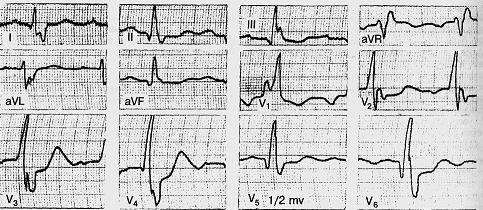 I II III aVR
aVL aVF V1 V2
V3 V4 V5 1/2 mv V6